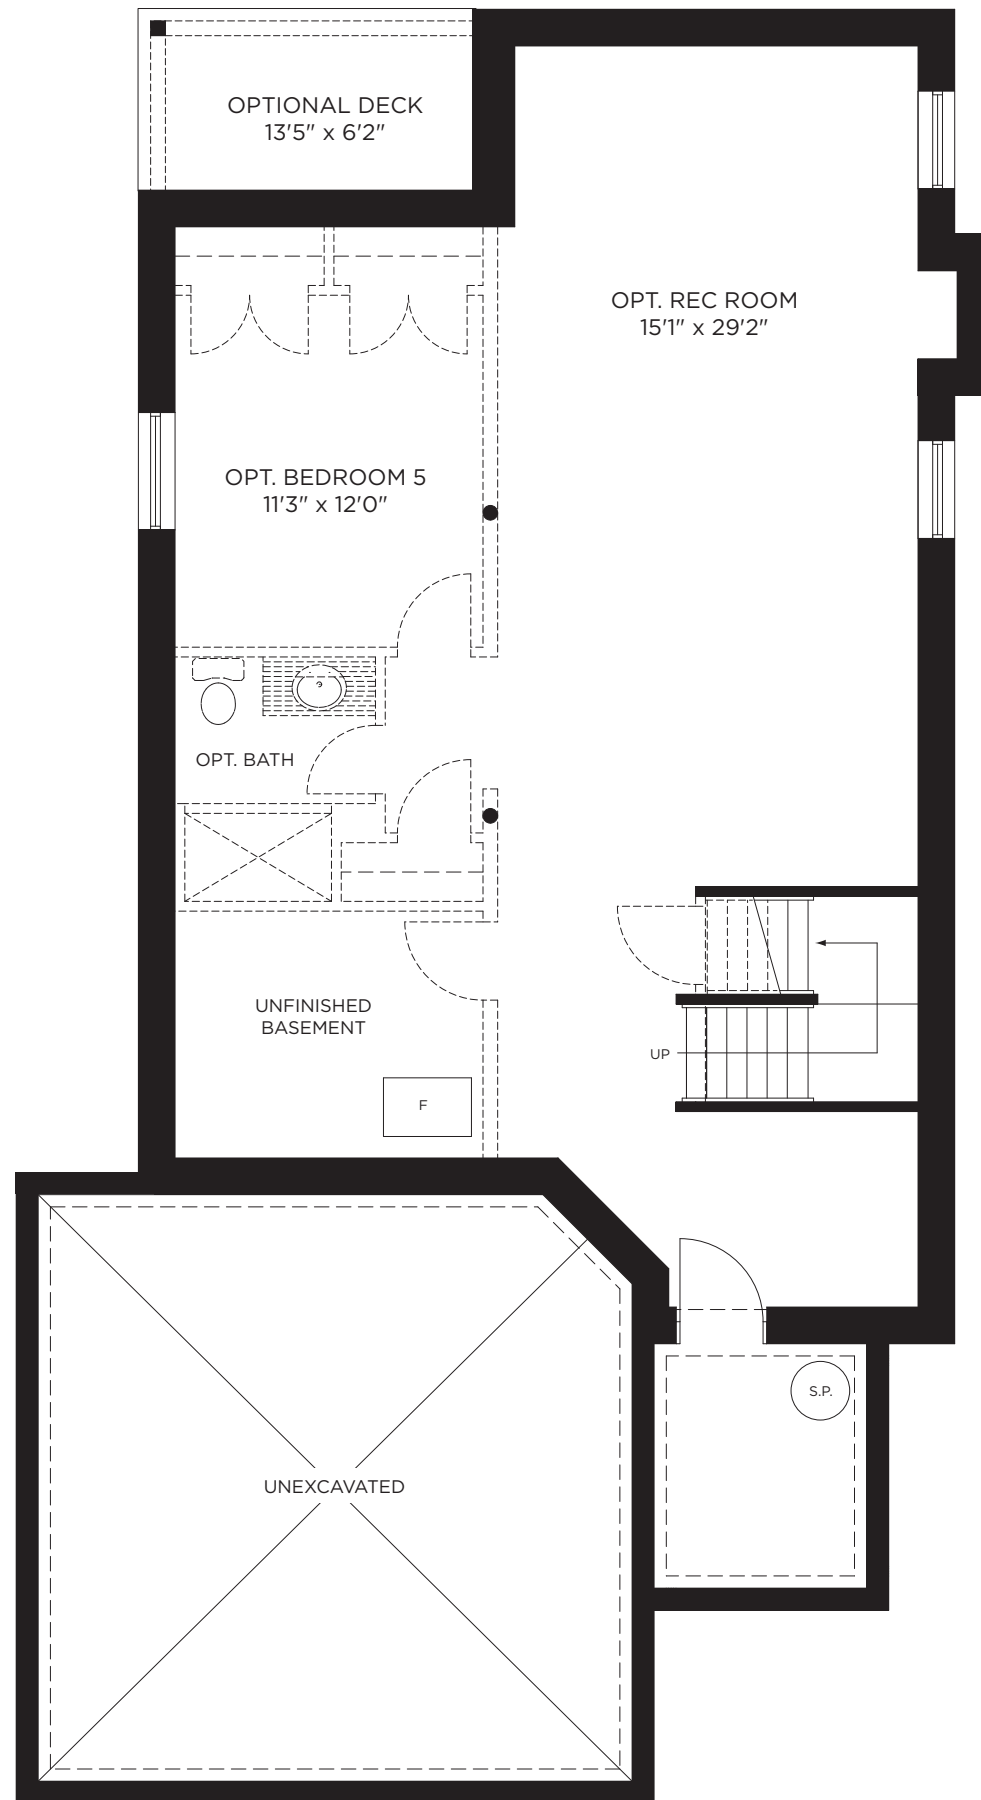 OPTIONAL DECK
13'5" x 6'2"
OPT. REC ROOM
15'1" x 29'2"
OPT. BEDROOM 5
11'3" x 12'0"
OPT. BATH
UNFINISHED
BASEMENT
UP
F
S.P.
UNEXCAVATED